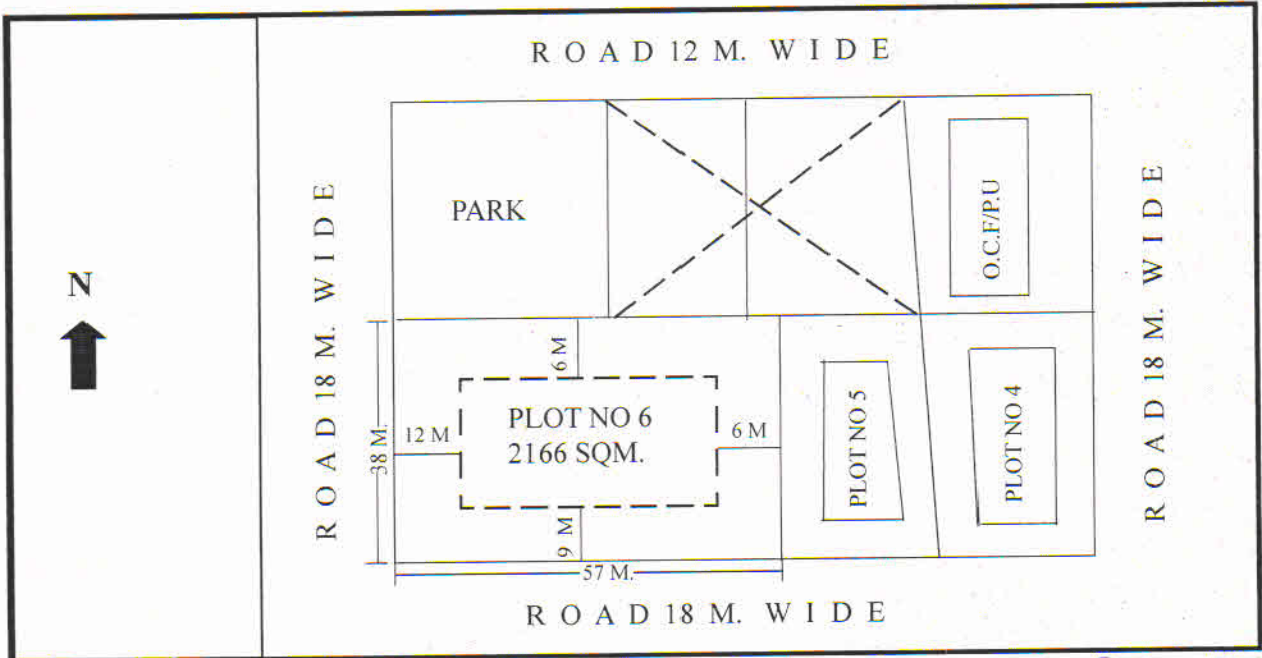 ROAD 12 M. WIDE
ROAD 18 M. WIDE
PARK
O.C.F/P.U
ROAD 18 M. WIDE
N
6 M
PLOT NO 6
2166 SQM.
12 M
6 M
38 M.
9 M
57 M.
PLOT NO 5
PLOT NO 4
ROAD 18 M. WIDE